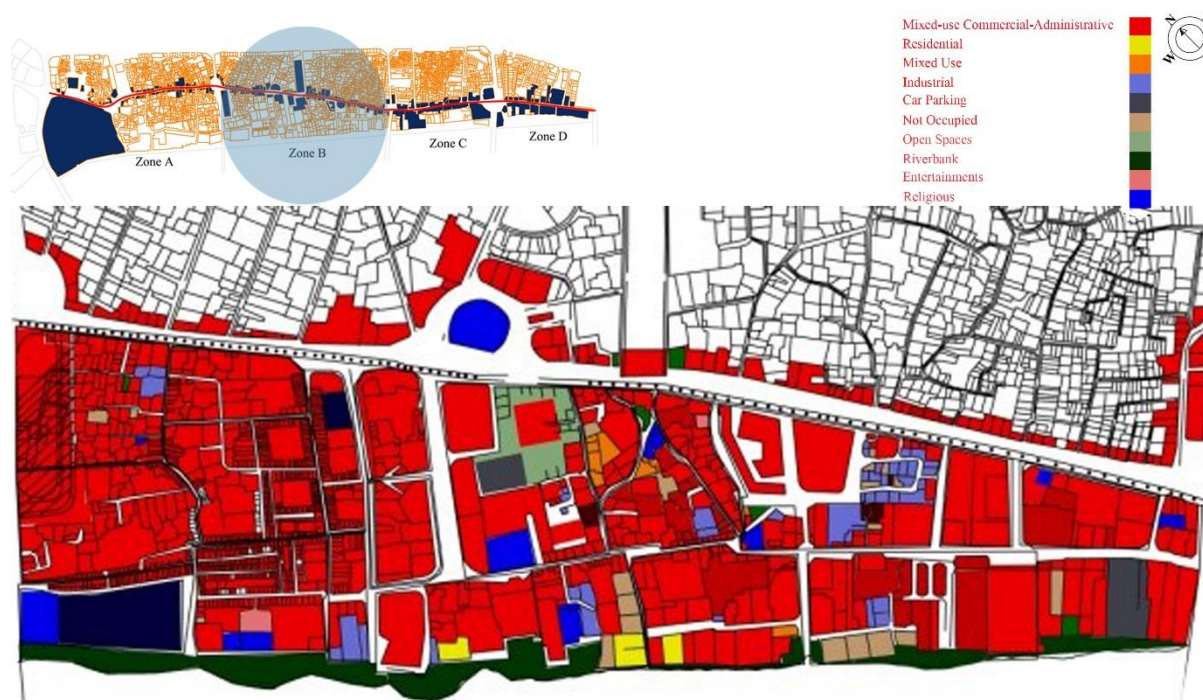 Zone A
Zone B
Zone C
Zone D
Mixed-use Commercial-Administrative
Residential
Mixed Use
Industrial
Car Parking
Not Occupied
Open Spaces
Riverbank
Entertainments
Religious
W